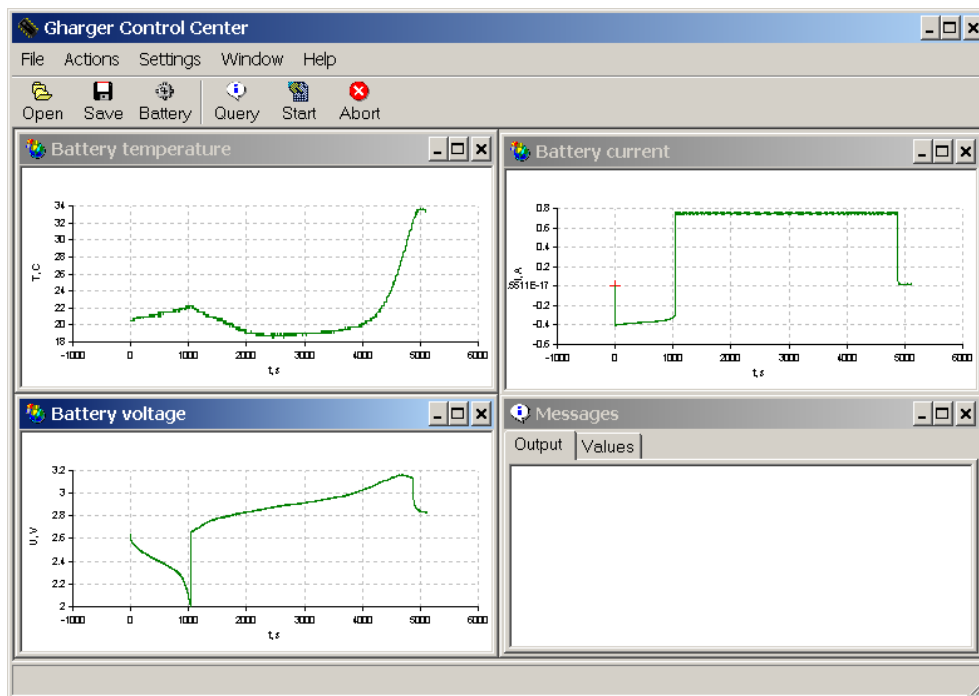 Gharger Control Center
File Actions Settings Window Help
Open Save Battery Query Start Abort
Battery temperature
T, C
34
32
30
28
26
24
22
20
18
-1000 0 1000 2000 3000 4000 5000 6000
t, s
Battery current
I, A
0.8
0.6
0.4
0.2
-0.2
-0.4
-0.6
-1000 0 1000 2000 3000 4000 5000 6000
t, s
Battery voltage
U, V
3.2
3
2.8
2.6
2.4
2.2
2
-1000 0 1000 2000 3000 4000 5000 6000
t, s
Messages
Output Values